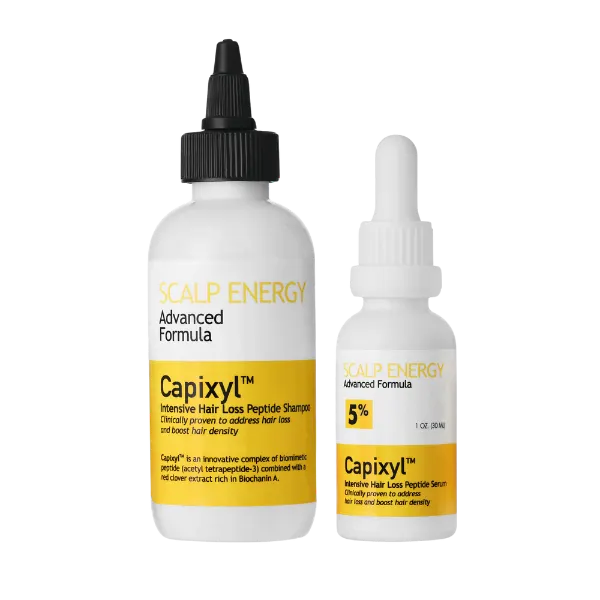 SCALP ENERGY
Advanced
Formula
Capixyl™
Intensive Hair Loss Peptide Shampoo
Clinically proven to address hair loss
and boost hair density
Capixyl™ is an innovative complex of biomimetic
peptide (acetyl tetrapeptide-3) combined with a
red clover extract rich in Biochanin A.
SCALP ENERGY
Advanced Formula
5%
1 OZ. (30 ML)
Capixyl™
Intensive Hair Loss Peptide Serum
Clinically proven to address
hair loss and boost hair density